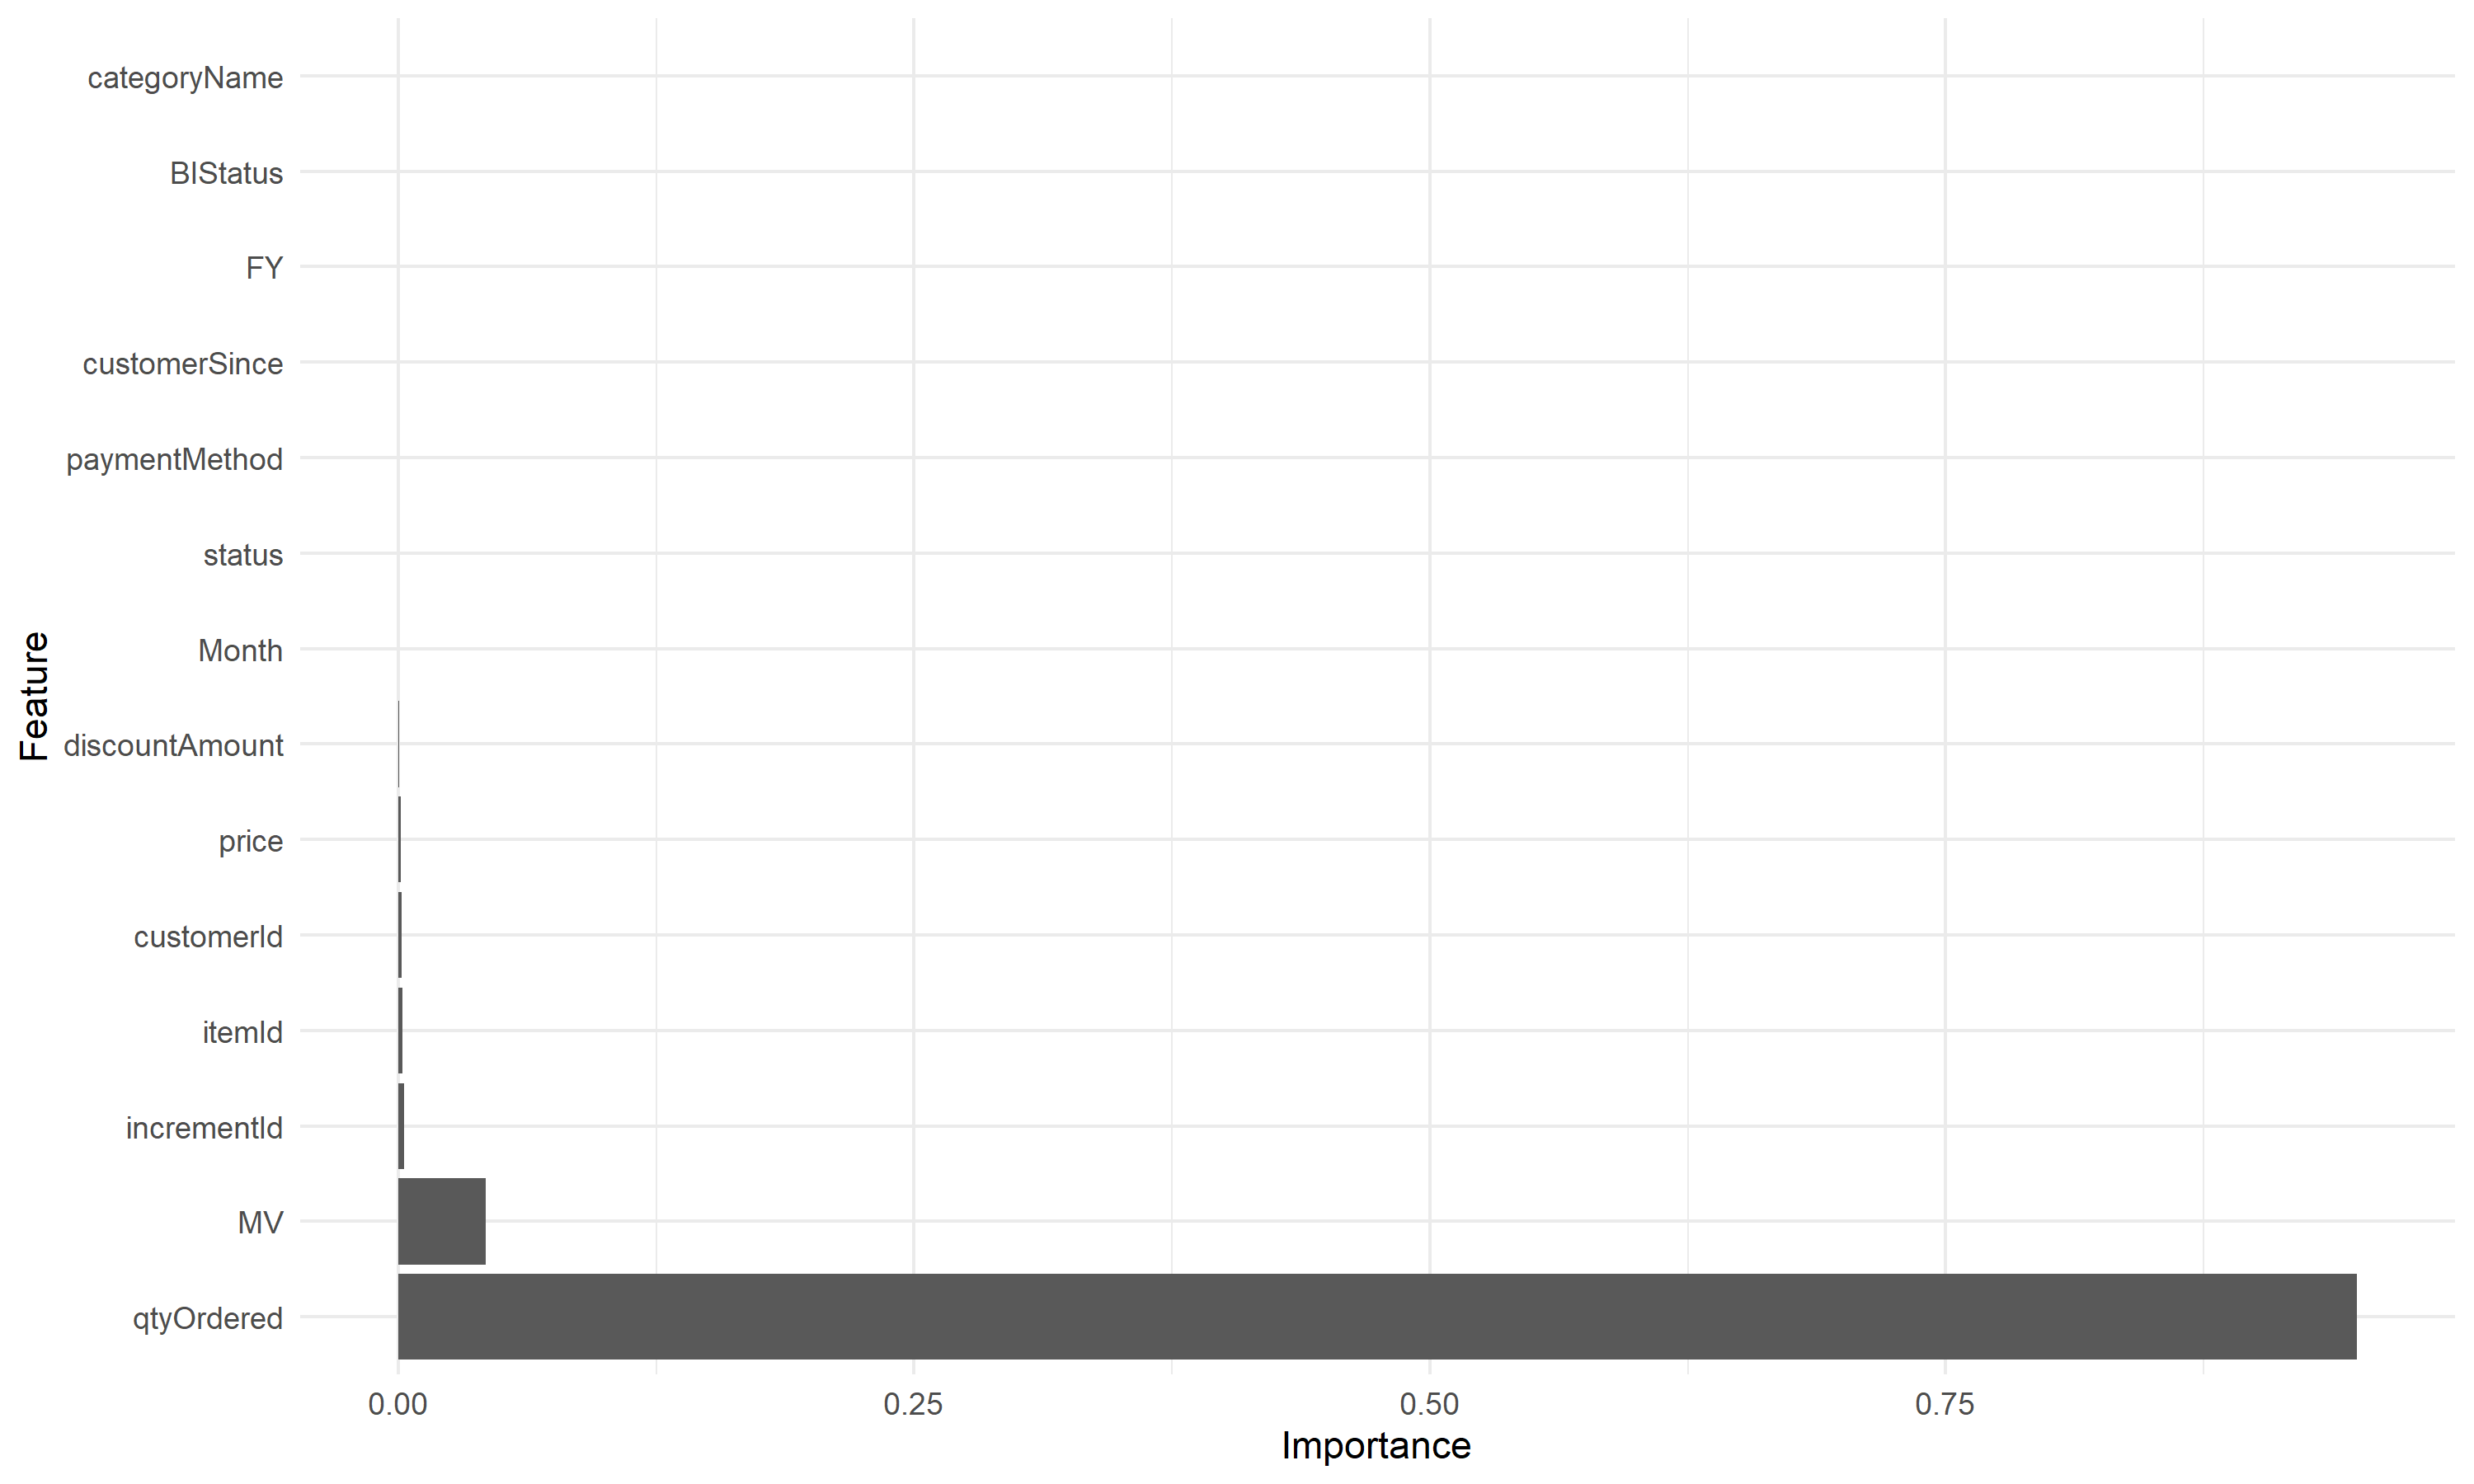 categoryName
BIStatus
FY
customerSince
paymentMethod
status
Month
discountAmount
price
customerId
itemId
incrementId
MV
qtyOrdered
Feature
0.00 0.25 0.50 0.75
Importance